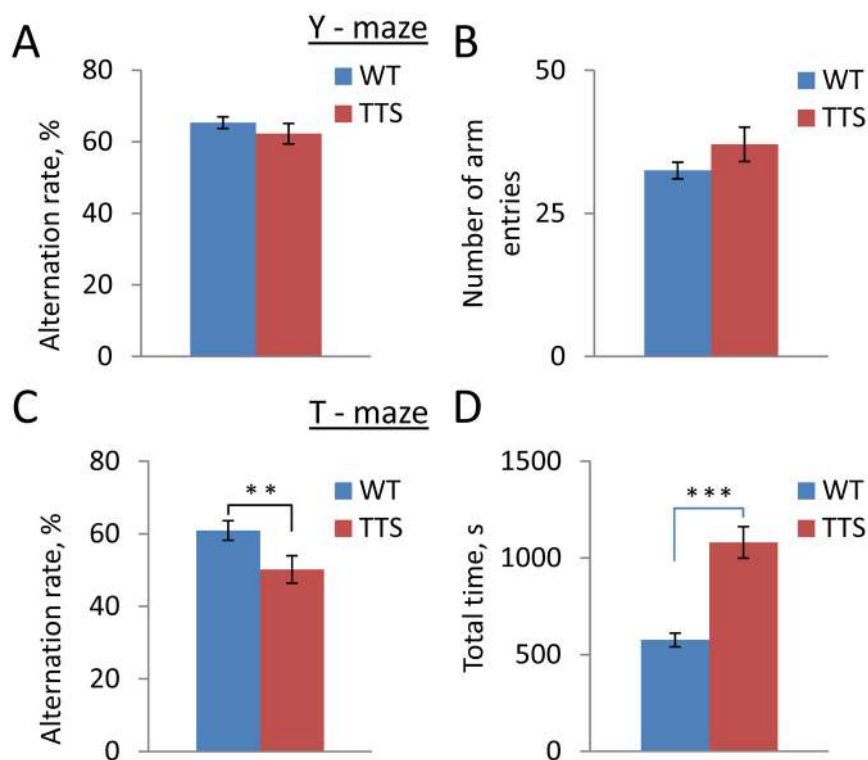 Y - maze
A
80
60
40
20
0
Alternation rate, %
WT
TTS
B
50
25
0
Number of arm
entries
WT
TTS
T - maze
C
80
60
40
20
0
Alternation rate, %
**
WT
TTS
D
1500
1000
500
0
Total time, s
***
WT
TTS